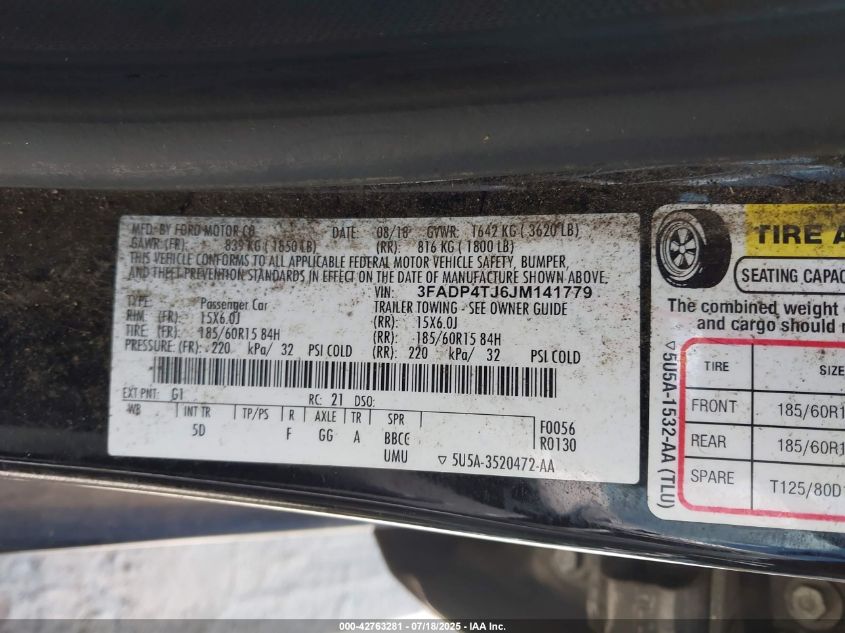 MFD. BY FORD MOTOR CO. DATE: 08/18 GVWR: 1642 KG ( 3620 LB)
GAWR: (FR): 839 KG ( 1850 LB) (RR): 816 KG ( 1800 LB)
THIS VEHICLE CONFORMS TO ALL APPLICABLE FEDERAL MOTOR VEHICLE SAFETY, BUMPER,
AND THEFT PREVENTION STANDARDS IN EFFECT ON THE DATE OF MANUFACTURE SHOWN ABOVE.
VIN: 3FADP4TJ6JM141779
TYPE: Passenger Car TRAILER TOWING - SEE OWNER GUIDE
RIM (FR): 15X6.0J (RR): 15X6.0J
TIRE: (FR): 185/60R15 84H (RR): 185/60R15 84H
PRESSURE: (FR): 220 kPa/ 32 PSI COLD (RR): 220 kPa/ 32 PSI COLD
EXT PNT: G1 RC: 21 DSO:
WB INT TR TP/PS R AXLE TR SPR F0056
5D F GG A BBCE R0130
UMU ▽ 5U5A-3520472-AA
TIRE A
SEATING CAPAC
The combined weight
and cargo should
TIRE SIZE
FRONT 185/60R1
REAR 185/60R1
SPARE T125/80D
▽5U5A-1532-AA (TLU)
000-42763281 - 07/18/2025 - IAA Inc.